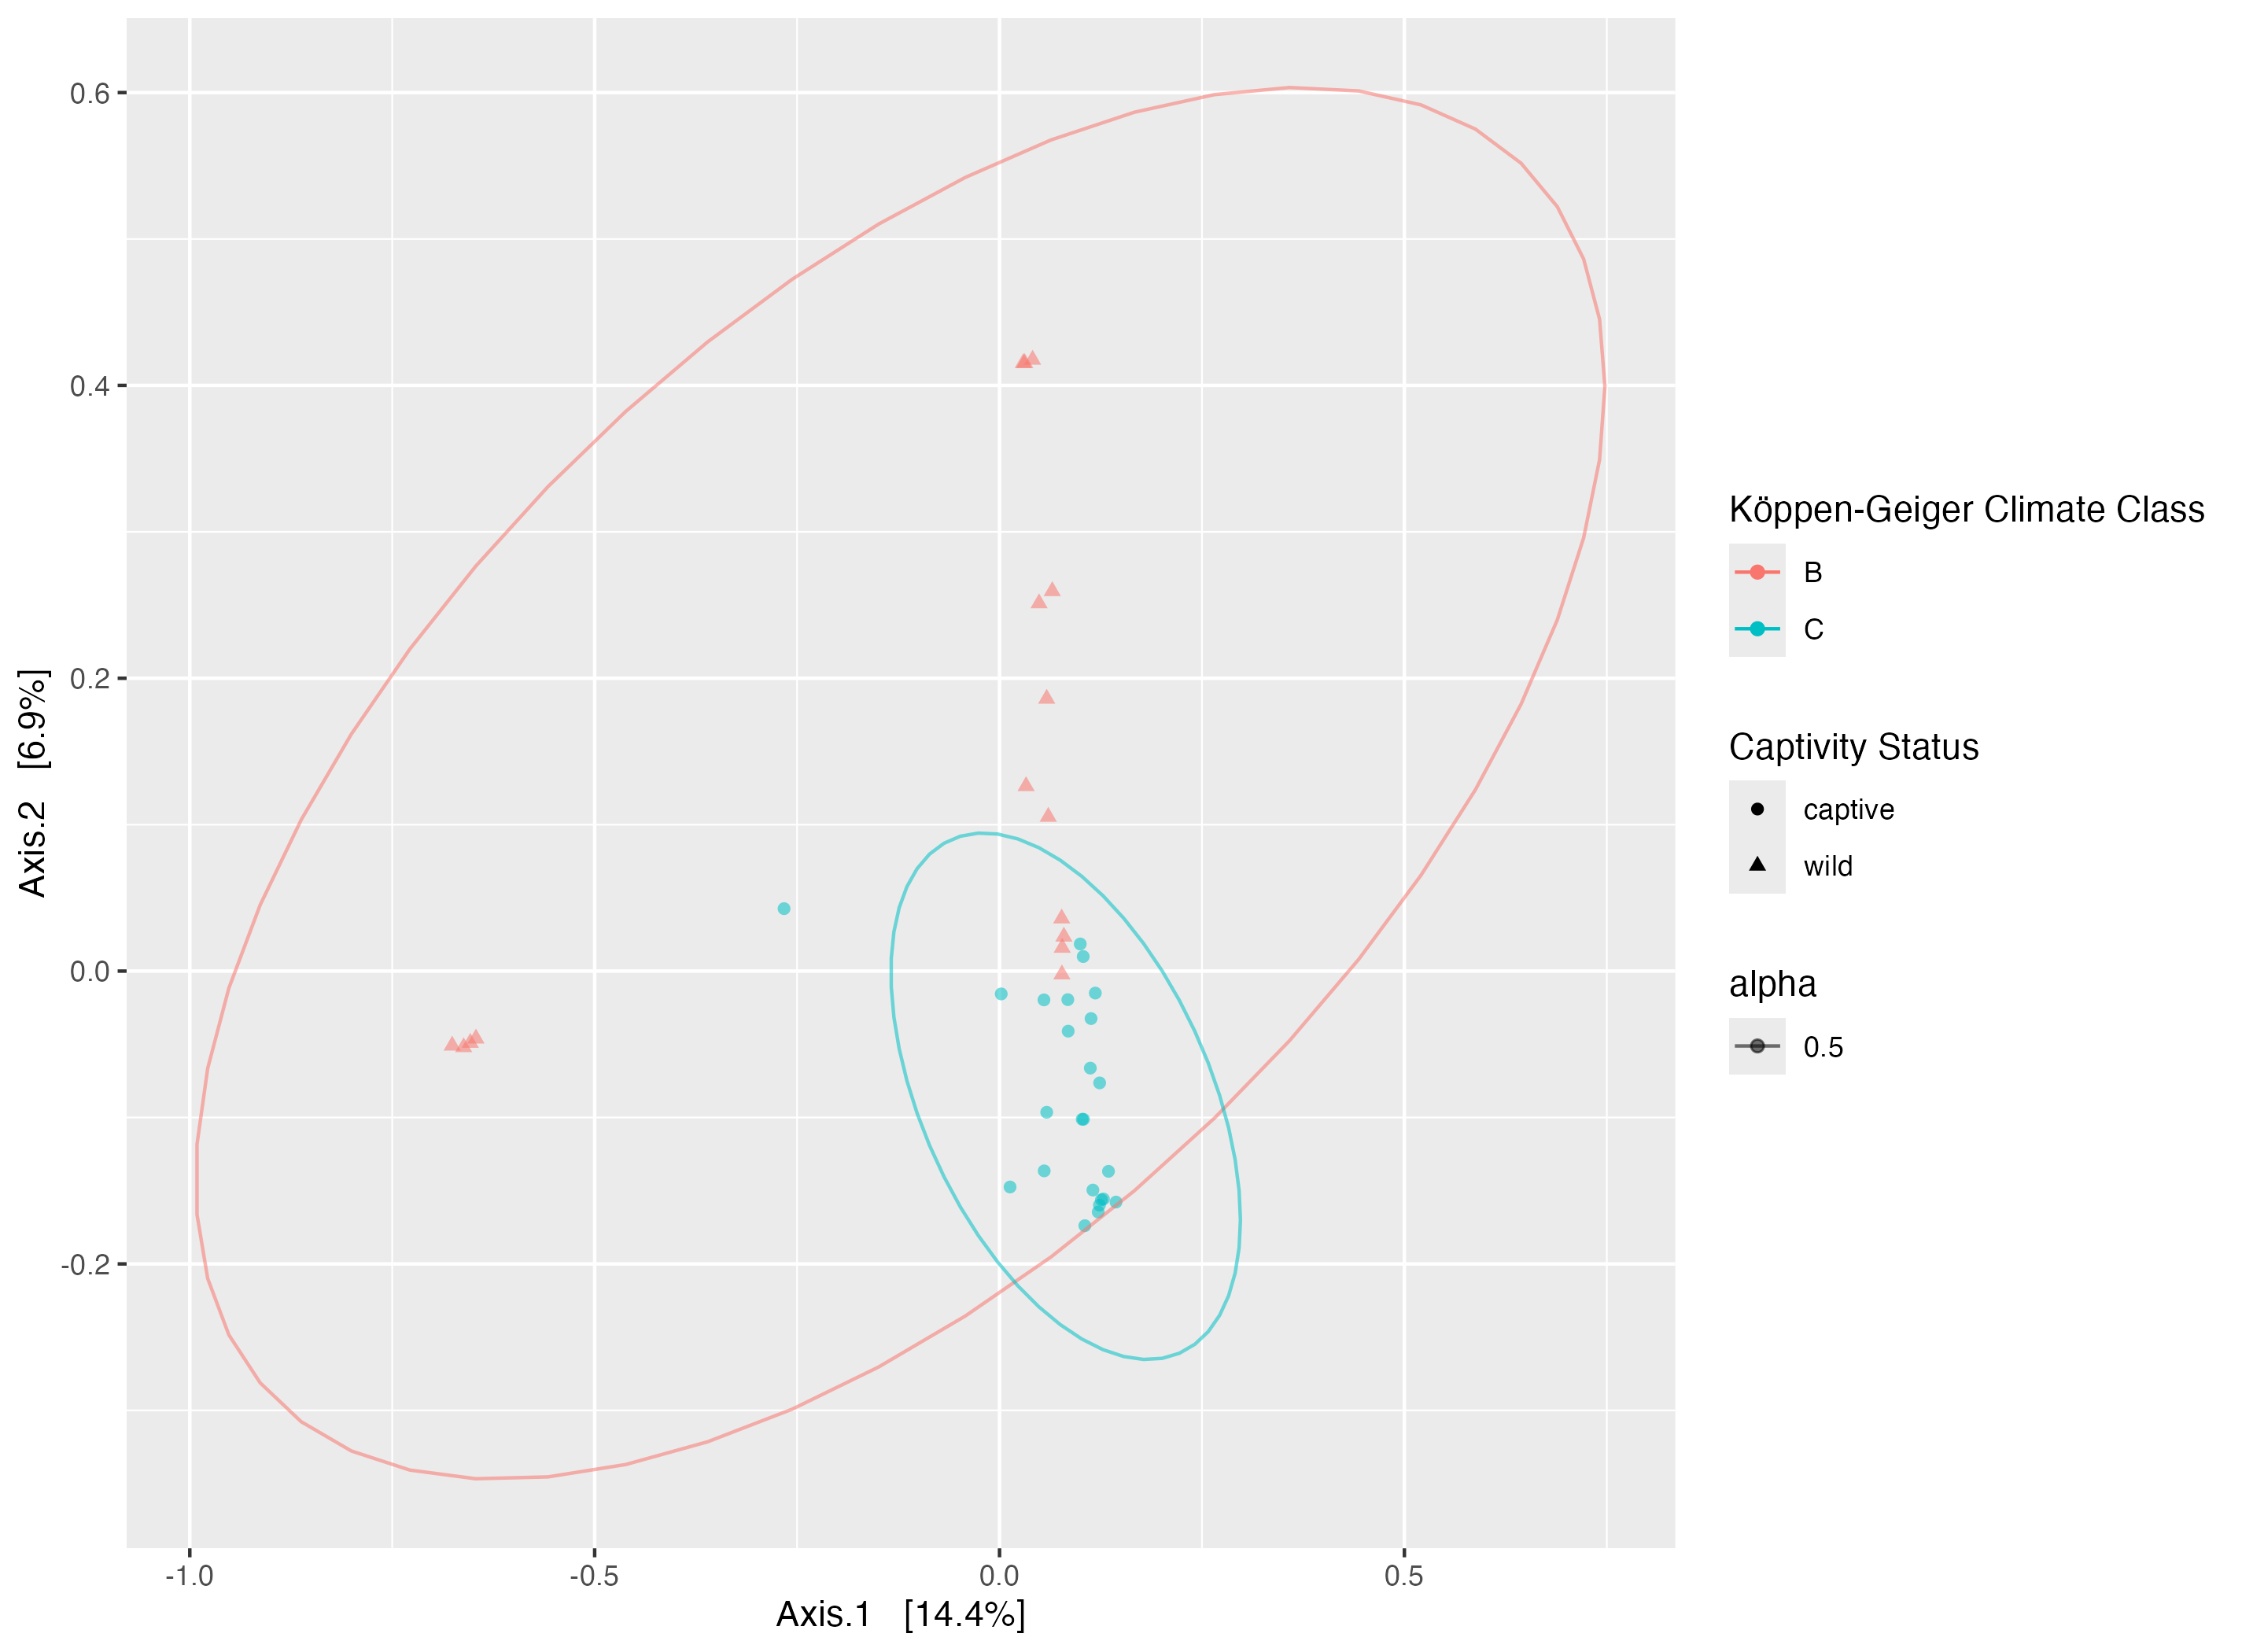 0.6
0.4
0.2
0.0
-0.2
Axis.2 [6.9%]
-1.0 -0.5 0.0 0.5
Axis.1 [14.4%]
Köppen-Geiger Climate Class
B
C
Captivity Status
captive
wild
alpha
0.5